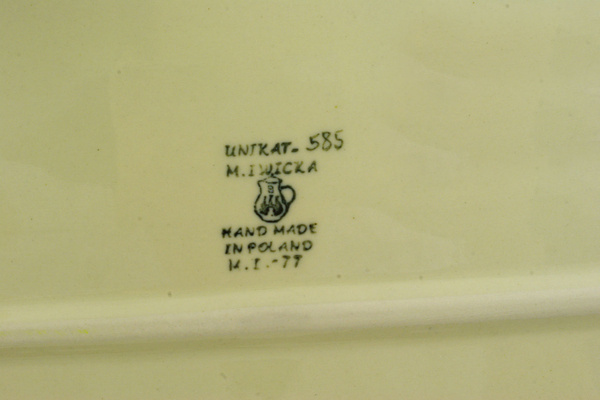 UNIKAT- 585
M.IWICKA
HAND MADE
IN POLAND
M.I.-77